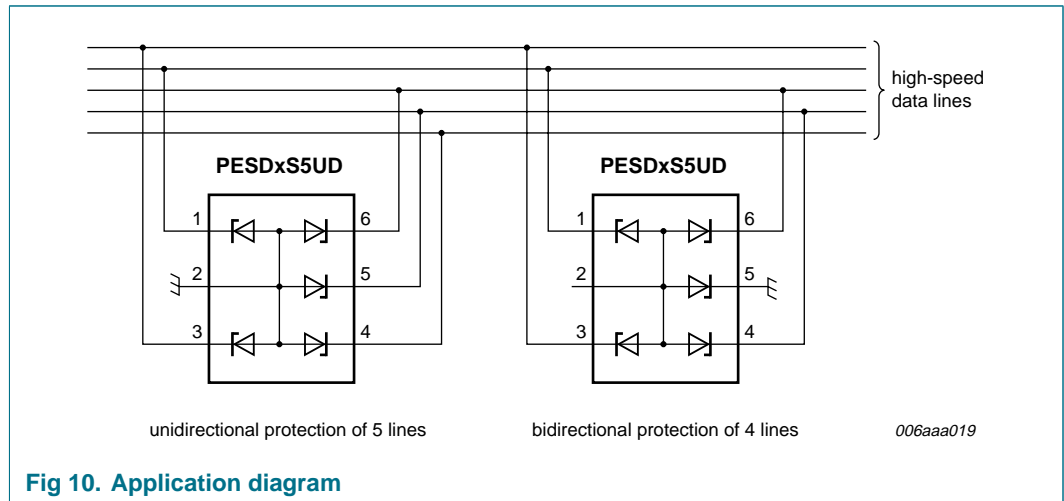 high-speed
data lines
PESDxS5UD
PESDxS5UD
1
6
1
6
2
5
2
5
3
4
3
4
unidirectional protection of 5 lines
bidirectional protection of 4 lines
006aaa019
Fig 10. Application diagram